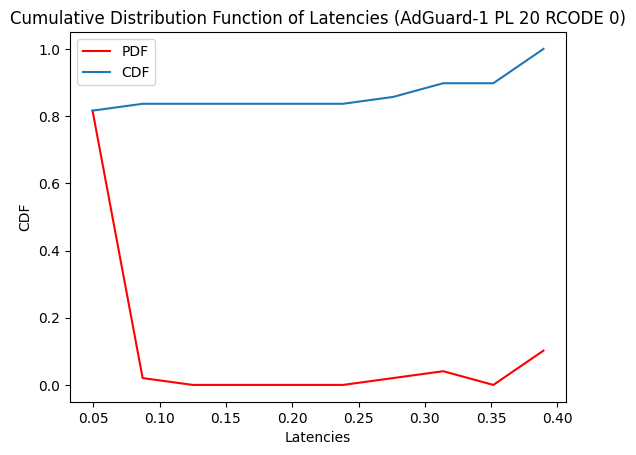 Cumulative Distribution Function of Latencies (AdGuard-1 PL 20 RCODE 0)
PDF
CDF
1.0
0.8
0.6
0.4
0.2
0.0
CDF
0.05 0.10 0.15 0.20 0.25 0.30 0.35 0.40
Latencies